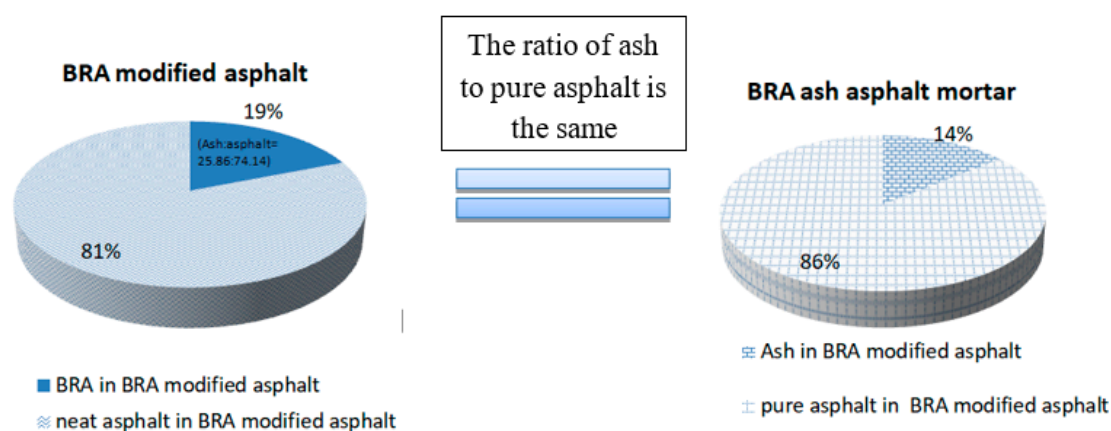 BRA modified asphalt
19%
(Ash:asphalt=
25.86:74.14)
81%
BRA in BRA modified asphalt
neat asphalt in BRA modified asphalt
The ratio of ash
to pure asphalt is
the same
BRA ash asphalt mortar
14%
86%
Ash in BRA modified asphalt
pure asphalt in BRA modified asphalt